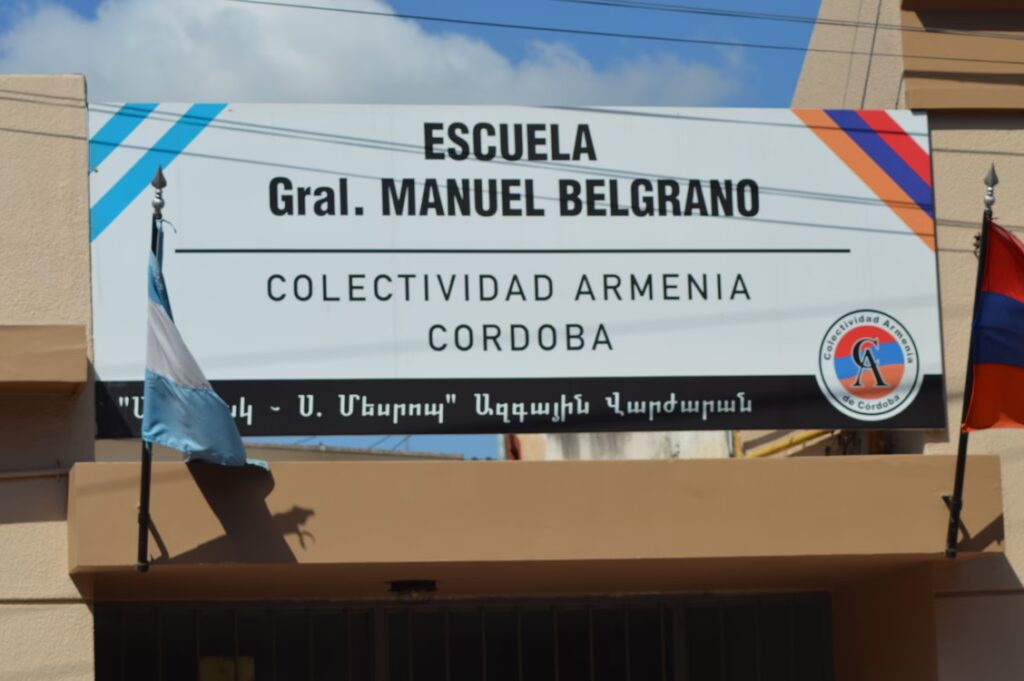 ESCUELA
Gral. MANUEL BELGRANO
COLECTIVIDAD ARMENIA
CORDOBA
Colectividad Armenia
CA
de Córdoba
- Ս. Մեսրոպ" Ազգային Վարժարան